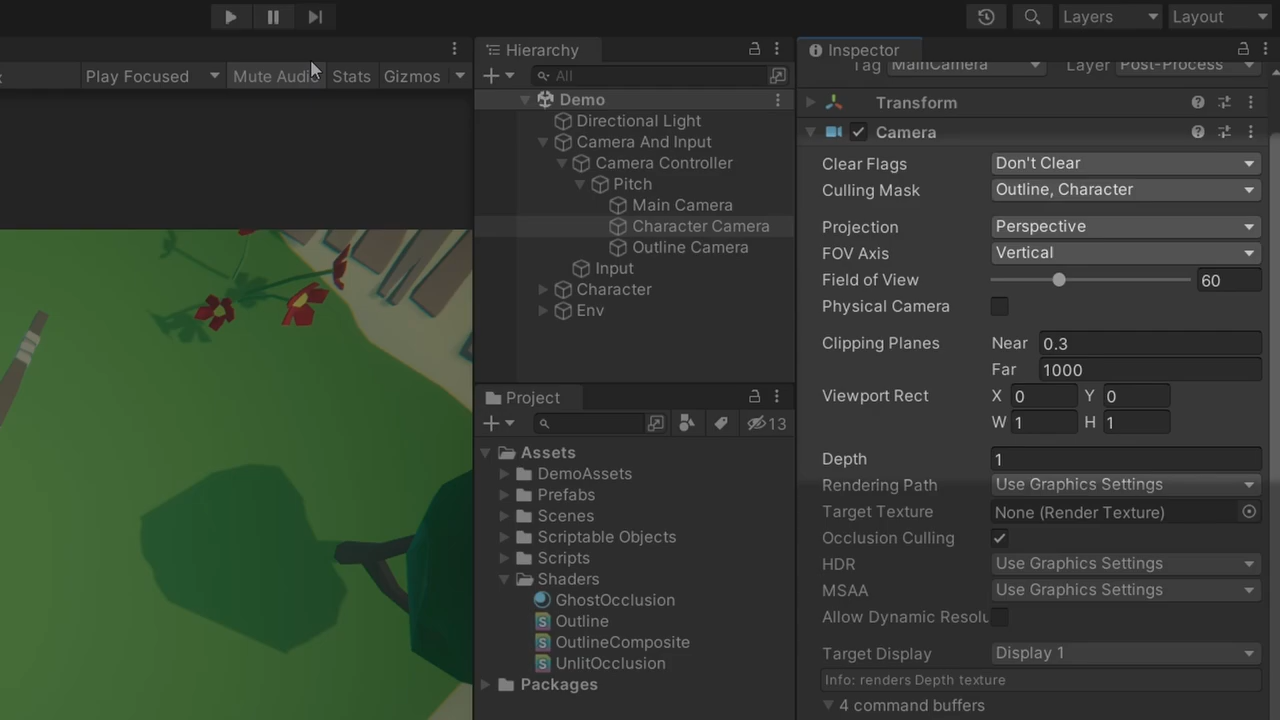 Layers
Layout
Play Focused
Mute Audio
Stats
Gizmos
Hierarchy
All
Demo
Directional Light
Camera And Input
Camera Controller
Pitch
Main Camera
Character Camera
Outline Camera
Input
Character
Env
Project
13
Assets
DemoAssets
Prefabs
Scenes
Scriptable Objects
Scripts
Shaders
GhostOcclusion
Outline
OutlineComposite
UnlitOcclusion
Packages
Inspector
Tag MainCamera Layer Post-Process
Transform
Camera
Clear Flags Don't Clear
Culling Mask Outline, Character
Projection Perspective
FOV Axis Vertical
Field of View 60
Physical Camera
Clipping Planes Near 0.3
Far 1000
Viewport Rect X 0 Y 0
W 1 H 1
Depth 1
Rendering Path Use Graphics Settings
Target Texture None (Render Texture)
Occlusion Culling
HDR Use Graphics Settings
MSAA Use Graphics Settings
Allow Dynamic Resolu
Target Display Display 1
Info: renders Depth texture
4 command buffers